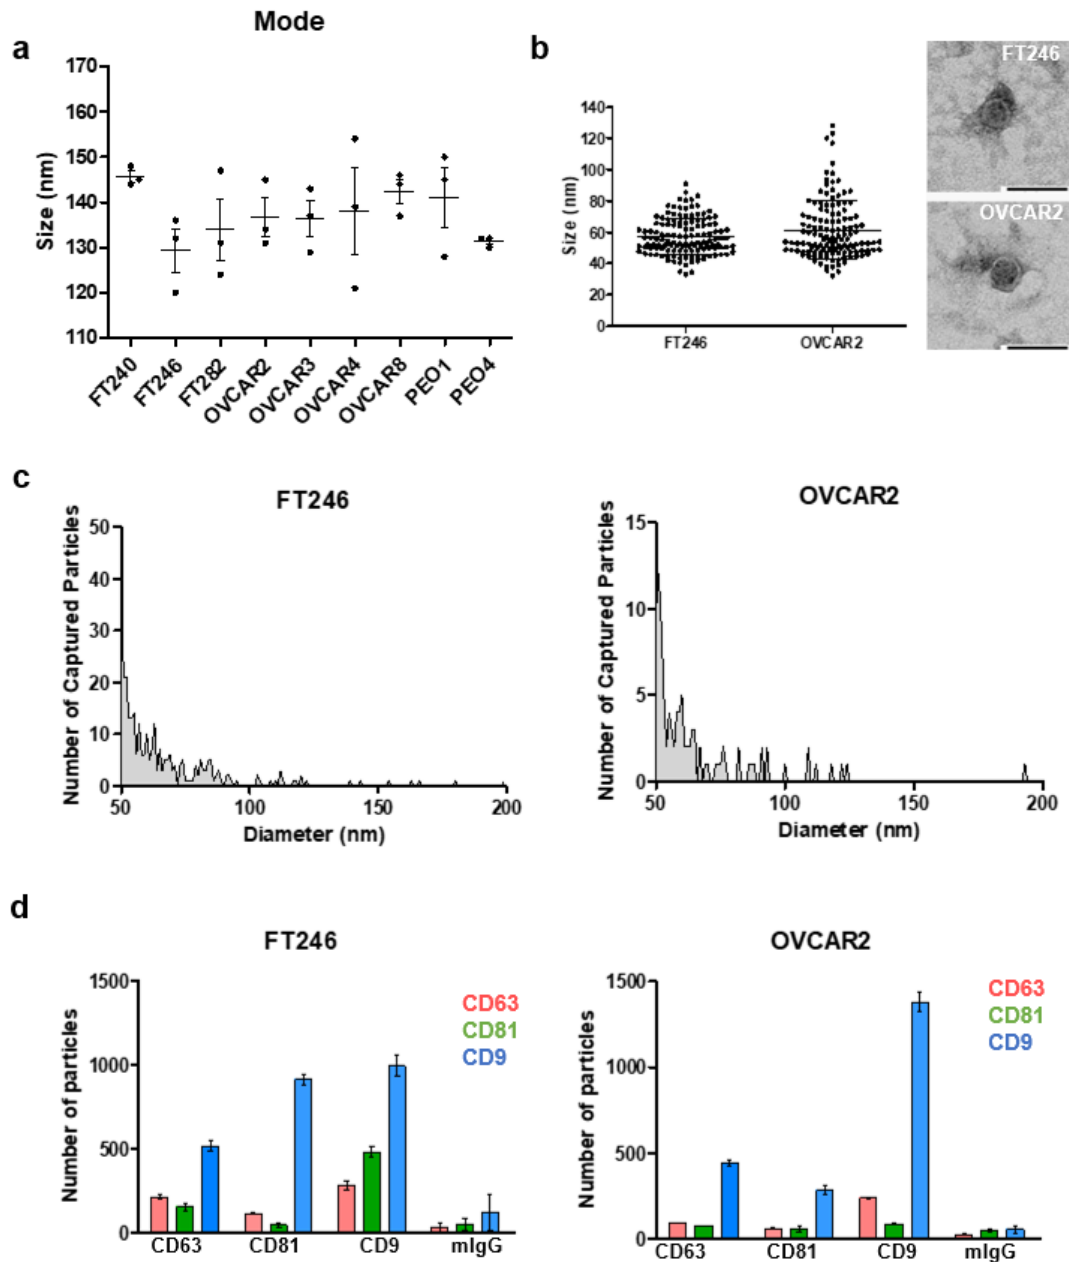 Mode
a
170
160
150
140
130
120
110
Size (nm)
FT240
FT246
FT282
OVCAR2
OVCAR3
OVCAR4
OVCAR8
PEO1
PEO4
b
140
120
100
80
60
40
20
0
Size (nm)
FT246
OVCAR2
FT246
OVCAR2
c
FT246
50
40
30
20
10
0
Number of Captured Particles
50
100
150
200
Diameter (nm)
OVCAR2
15
10
5
0
Number of Captured Particles
50
100
150
200
Diameter (nm)
d
FT246
1500
1000
500
0
Number of particles
CD63
CD81
CD9
CD63
CD81
CD9
mIgG
OVCAR2
1500
1000
500
0
Number of particles
CD63
CD81
CD9
CD63
CD81
CD9
mIgG